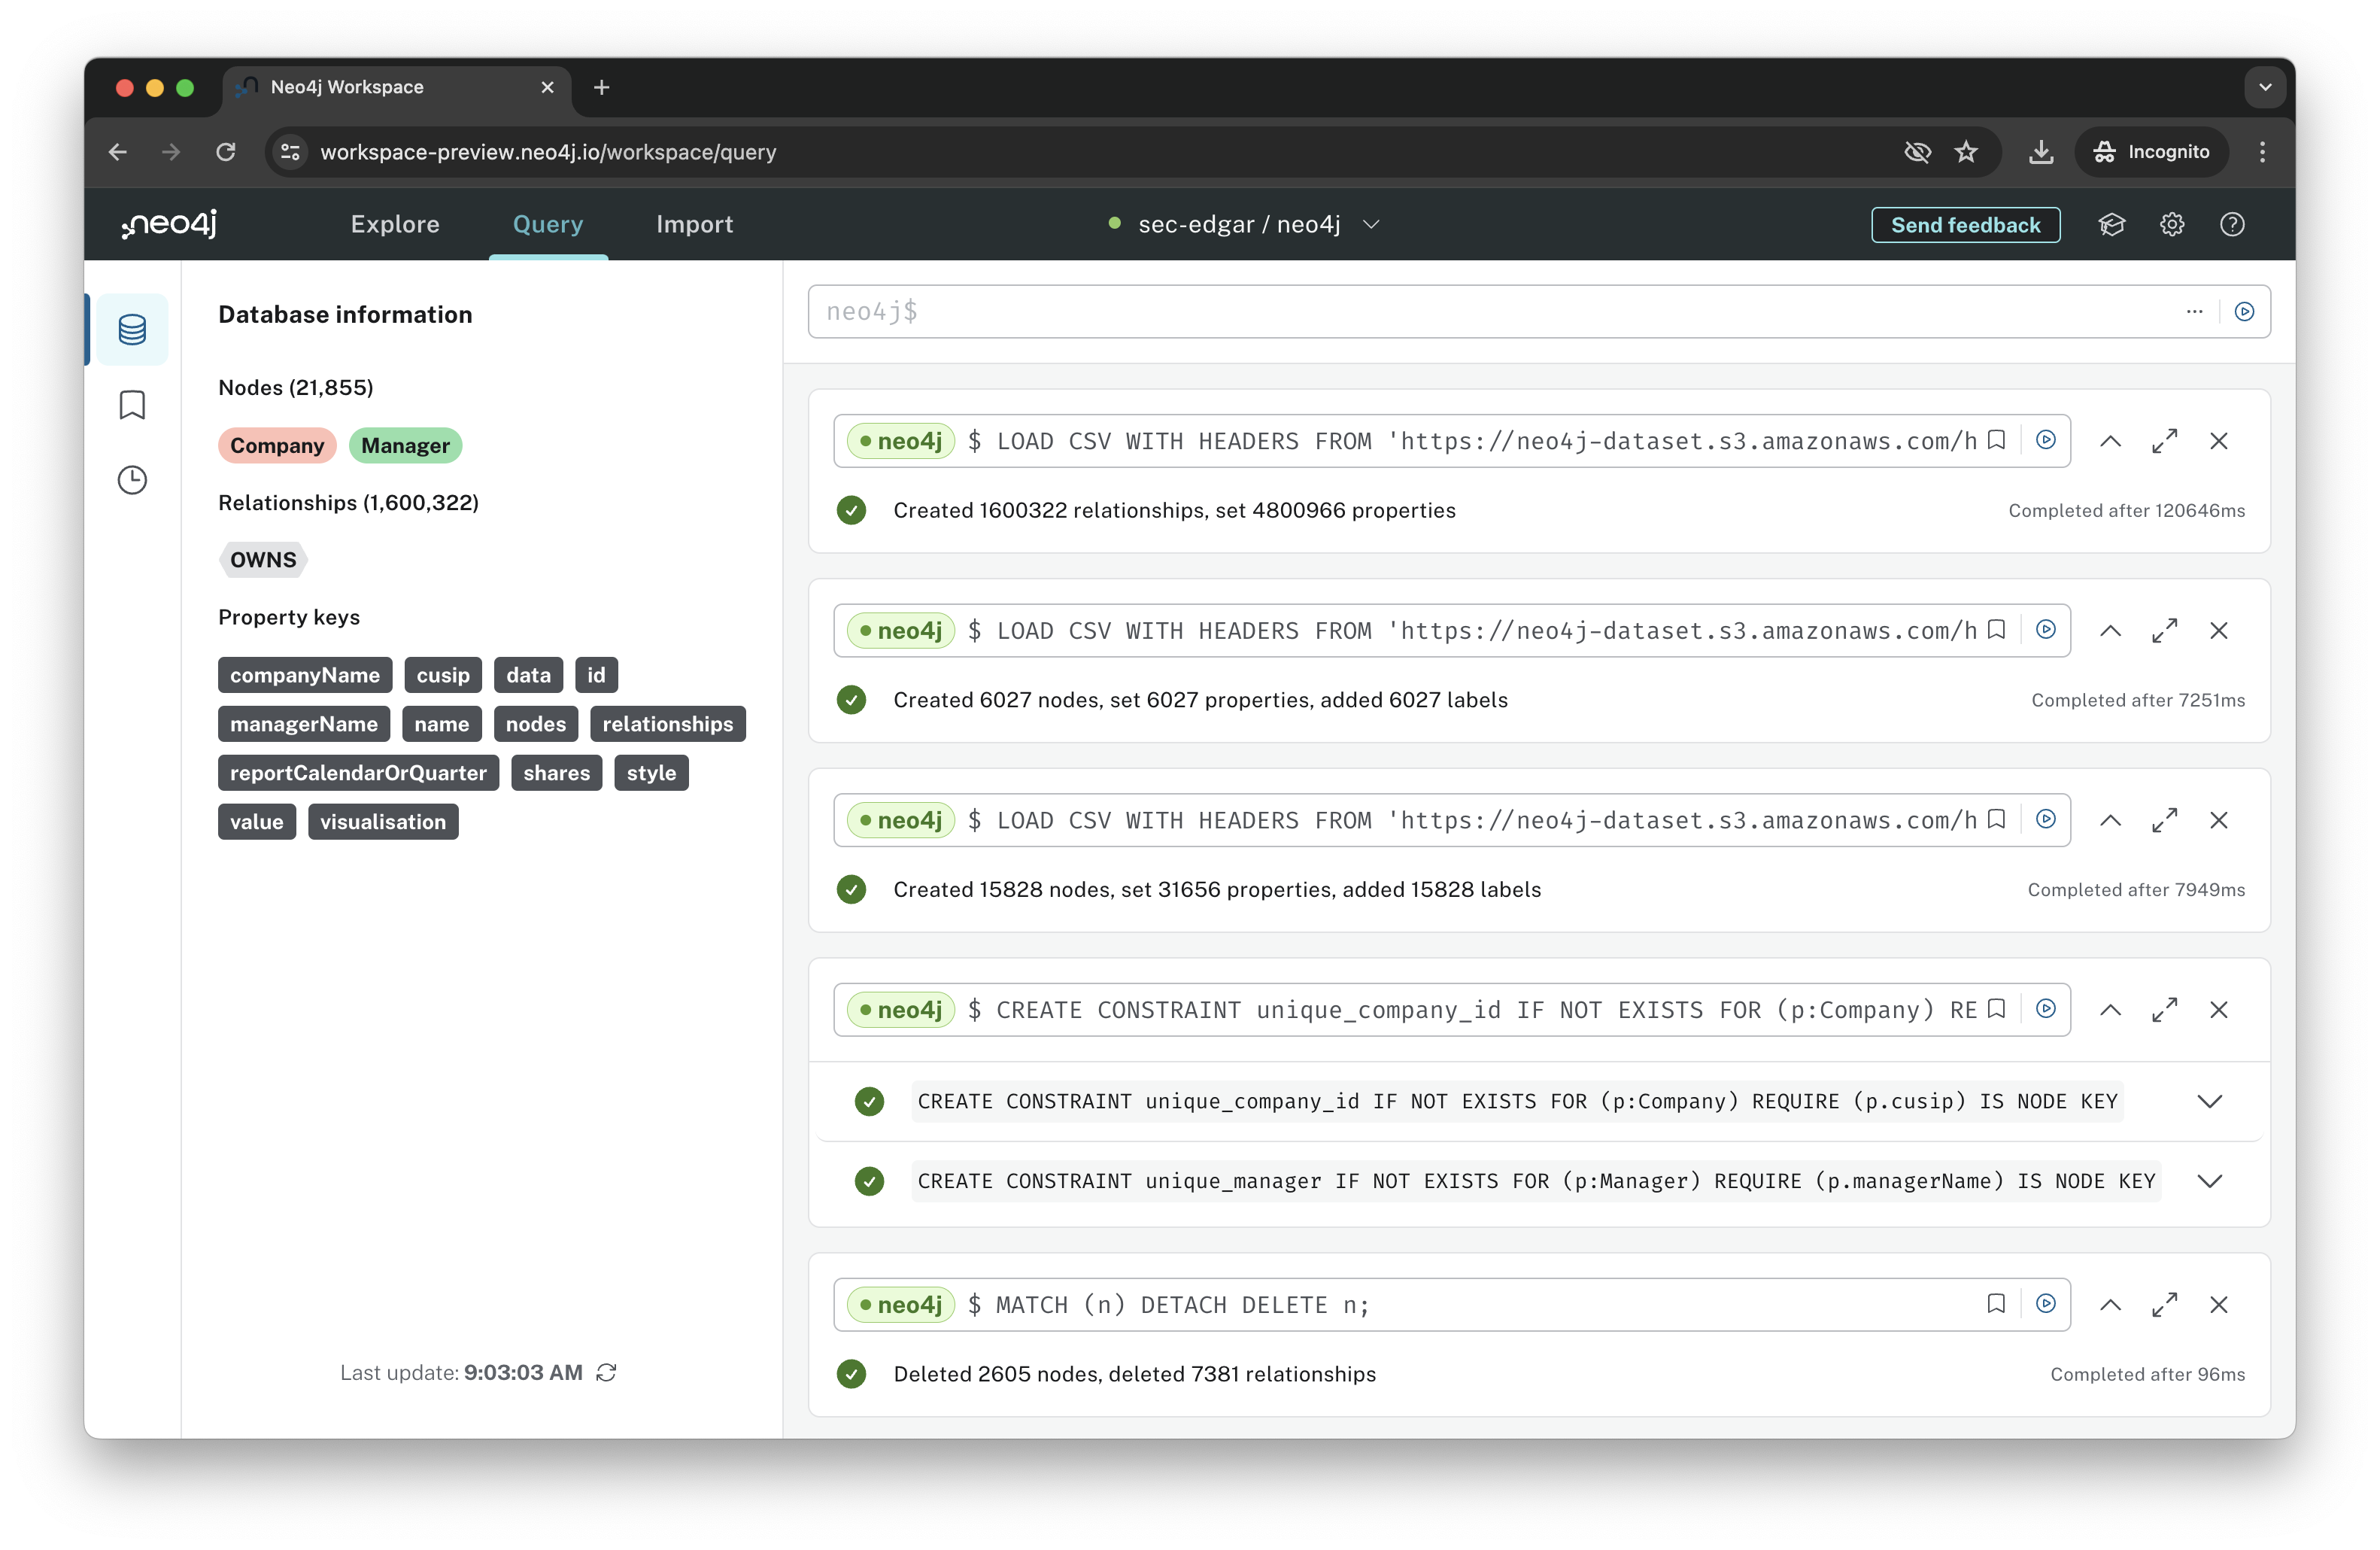 Neo4j Workspace
workspace-preview.neo4j.io/workspace/query
Incognito
neo4j
Explore
Query
Import
sec-edgar / neo4j
Send feedback
Database information
Nodes (21,855)
Company Manager
Relationships (1,600,322)
OWNS
Property keys
companyName cusip data id
managerName name nodes relationships
reportCalendarOrQuarter shares style
value visualisation
Last update: 9:03:03 AM
neo4j$
neo4j $ LOAD CSV WITH HEADERS FROM 'https://neo4j-dataset.s3.amazonaws.com/h
Created 1600322 relationships, set 4800966 properties
Completed after 120646ms
neo4j $ LOAD CSV WITH HEADERS FROM 'https://neo4j-dataset.s3.amazonaws.com/h
Created 6027 nodes, set 6027 properties, added 6027 labels
Completed after 7251ms
neo4j $ LOAD CSV WITH HEADERS FROM 'https://neo4j-dataset.s3.amazonaws.com/h
Created 15828 nodes, set 31656 properties, added 15828 labels
Completed after 7949ms
neo4j $ CREATE CONSTRAINT unique_company_id IF NOT EXISTS FOR (p:Company) RE
CREATE CONSTRAINT unique_company_id IF NOT EXISTS FOR (p:Company) REQUIRE (p.cusip) IS NODE KEY
CREATE CONSTRAINT unique_manager IF NOT EXISTS FOR (p:Manager) REQUIRE (p.managerName) IS NODE KEY
neo4j $ MATCH (n) DETACH DELETE n;
Deleted 2605 nodes, deleted 7381 relationships
Completed after 96ms